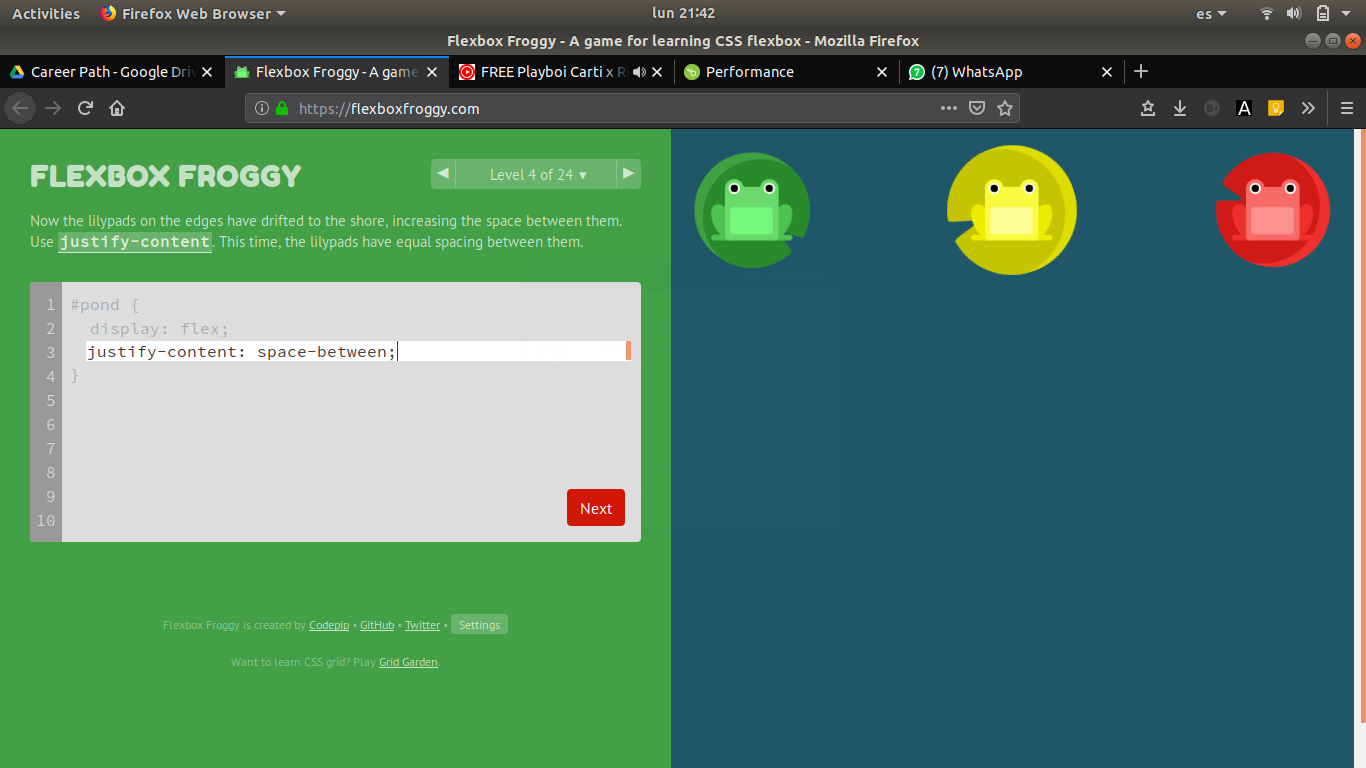 Activities Firefox Web Browser lun 21:42 es
Flexbox Froggy - A game for learning CSS flexbox - Mozilla Firefox
Career Path - Google Driv Flexbox Froggy - A game FREE Playboi Carti x R Performance (7) WhatsApp
https://flexboxfroggy.com
FLEXBOX FROGGY
◀ Level 4 of 24 ▾ ▶
Now the lilypads on the edges have drifted to the shore, increasing the space between them.
Use justify-content. This time, the lilypads have equal spacing between them.
1 #pond {
2 display: flex;
3 justify-content: space-between;
4 }
5
6
7
8
9
10
Next
Flexbox Froggy is created by Codepip • GitHub • Twitter • Settings
Want to learn CSS grid? Play Grid Garden.